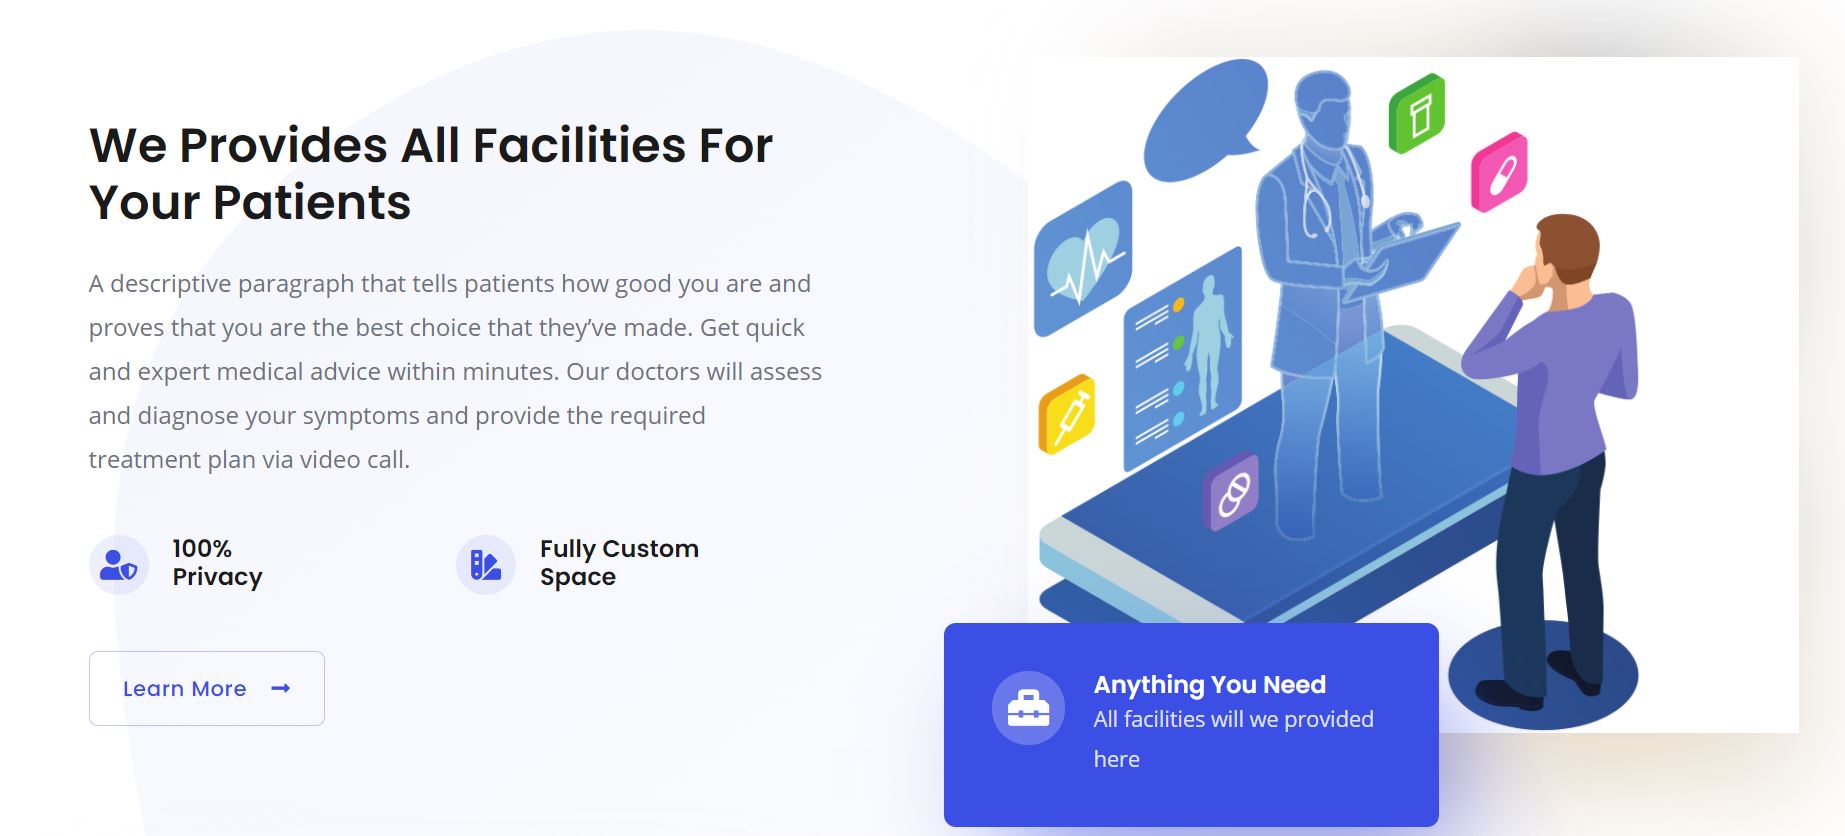 We Provides All Facilities For
Your Patients
A descriptive paragraph that tells patients how good you are and
proves that you are the best choice that they’ve made. Get quick
and expert medical advice within minutes. Our doctors will assess
and diagnose your symptoms and provide the required
treatment plan via video call.
100%
Privacy
Fully Custom
Space
Learn More
Anything You Need
All facilities will we provided
here